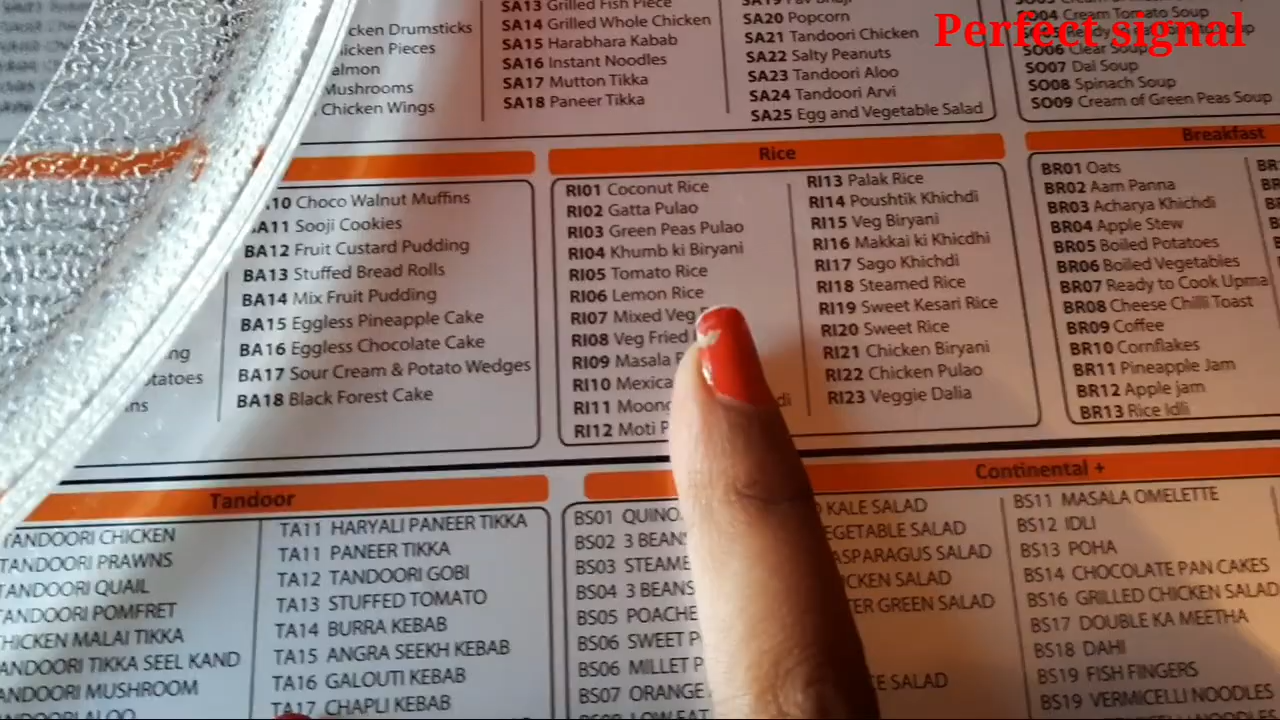 SA13 Grilled Fish Piece
SA14 Grilled Whole Chicken
SA15 Harabhara Kabab
SA16 Instant Noodles
SA17 Mutton Tikka
SA18 Paneer Tikka
SA20 Popcorn
SA21 Tandoori Chicken
SA22 Salty Peanuts
SA23 Tandoori Aloo
SA24 Tandoori Arvi
SA25 Egg and Vegetable Salad
Perfect signal
Cream Tomato Soup
SO06 Clear Soup
SO07 Dal Soup
SO08 Spinach Soup
SO09 Cream of Green Peas Soup
Drumsticks
Pieces
Mushrooms
Chicken Wings
Choco Walnut Muffins
Sooji Cookies
BA12 Fruit Custard Pudding
BA13 Stuffed Bread Rolls
BA14 Mix Fruit Pudding
BA15 Eggless Pineapple Cake
BA16 Eggless Chocolate Cake
BA17 Sour Cream & Potato Wedges
BA18 Black Forest Cake
Rice
RI01 Coconut Rice
RI02 Gatta Pulao
RI03 Green Peas Pulao
RI04 Khumb ki Biryani
RI05 Tomato Rice
RI06 Lemon Rice
RI07 Mixed Veg
RI08 Veg Fried
RI09 Masala
RI10
RI11
RI12 Moti
RI13 Palak Rice
RI14 Poushtik Khichdi
RI15 Veg Biryani
RI16 Makkai ki Khicdhi
RI17 Sago Khichdi
RI18 Steamed Rice
RI19 Sweet Kesari Rice
RI20 Sweet Rice
RI21 Chicken Biryani
RI22 Chicken Pulao
RI23 Veggie Dalia
Breakfast
BR01 Oats
BR02 Aam Panna
BR03 Acharya Khichdi
BR04 Apple Stew
BR05 Boiled Potatoes
BR06 Boiled Vegetables
BR07 Ready to Cook Upma
BR08 Cheese Chilli Toast
BR09 Coffee
BR10 Cornflakes
BR11 Pineapple Jam
BR12 Apple jam
BR13 Rice Idli
Tandoor
TANDOORI CHICKEN
TANDOORI PRAWNS
TANDOORI QUAIL
TANDOORI POMFRET
CHICKEN MALAI TIKKA
TANDOORI TIKKA SEEL KAND
TANDOORI MUSHROOM
TA11 HARYALI PANEER TIKKA
TA11 PANEER TIKKA
TA12 TANDOORI GOBI
TA13 STUFFED TOMATO
TA14 BURRA KEBAB
TA15 ANGRA SEEKH KEBAB
TA16 GALOUTI KEBAB
TA17 CHAPLI KEBAB
Continental +
BS01
BS02 3
BS03
BS04 3 BEANS
BS05
BS06 SWEET
BS06 MILLET
BS07 ORANGE
KALE SALAD
SALAD
ASPARAGUS SALAD
SALAD
GREEN SALAD
SALAD
BS11 MASALA OMELETTE
BS12 IDLI
BS13 POHA
BS14 CHOCOLATE PAN CAKES
BS16 GRILLED CHICKEN SALAD
BS17 DOUBLE KA MEETHA
BS18 DAHI
BS19 FISH FINGERS
BS19 VERMICELLI NOODLES